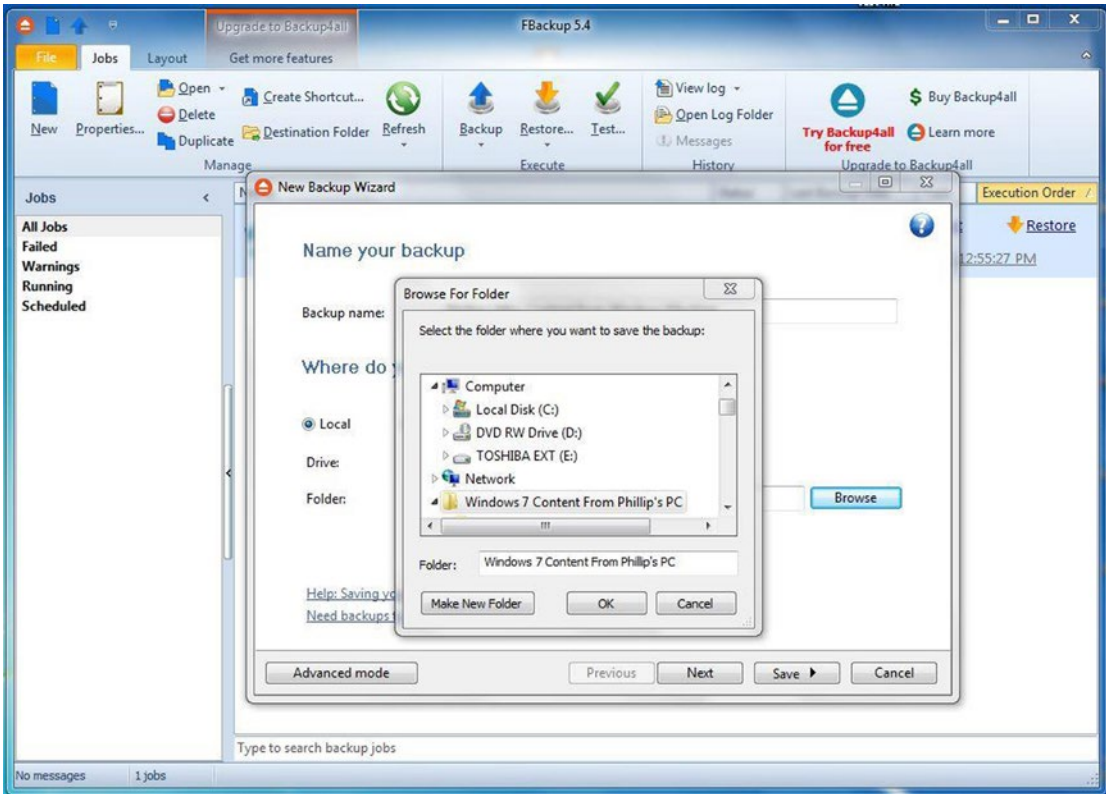 Upgrade to Backup4all
FBackup 5.4
File
Jobs
Layout
Get more features
New
Properties...
Open
Delete
Duplicate
Create Shortcut...
Destination Folder
Refresh
Manage
Backup
Restore...
Test...
Execute
View log
Open Log Folder
Messages
History
Try Backup4all
for free
$ Buy Backup4all
Learn more
Upgrade to Backup4all
Jobs
All Jobs
Failed
Warnings
Running
Scheduled
Execution Order
Restore
12:55:27 PM
New Backup Wizard
Name your backup
Backup name:
Where do
Local
Drive:
Folder:
Browse
Help: Saving yo
Need backups
Browse For Folder
Select the folder where you want to save the backup:
Computer
Local Disk (C:)
DVD RW Drive (D:)
TOSHIBA EXT (E:)
Network
Windows 7 Content From Phillip's PC
Folder: Windows 7 Content From Phillip's PC
Make New Folder
OK
Cancel
Advanced mode
Previous
Next
Save
Cancel
Type to search backup jobs
No messages
1 jobs